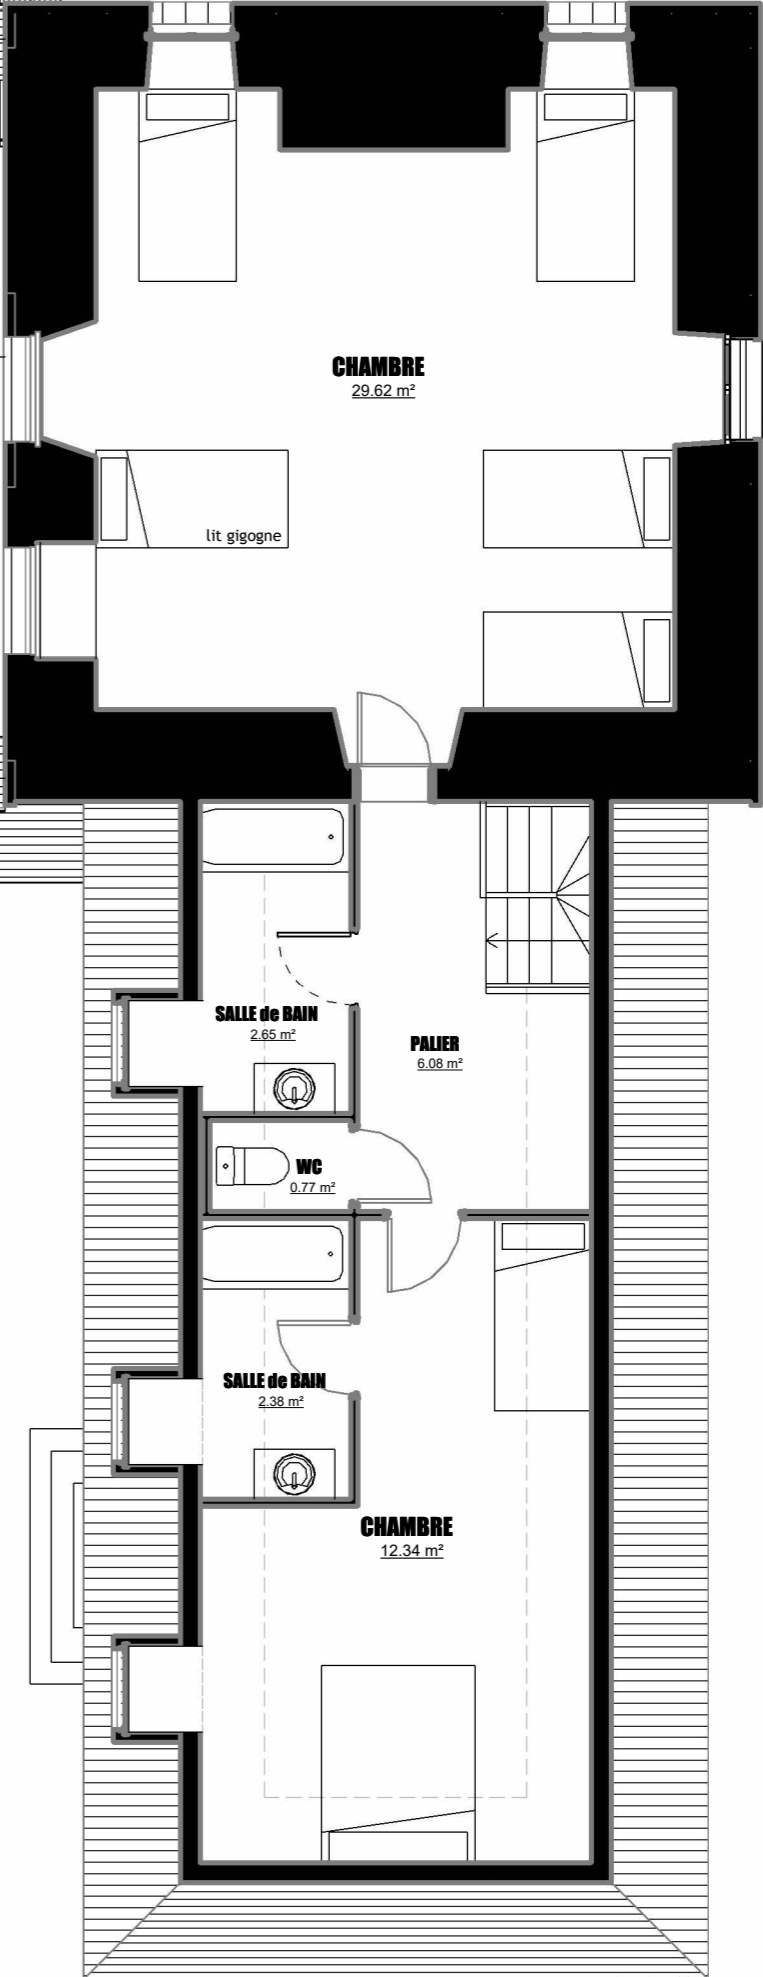 CHAMBRE
29.62 m²
lit gigogne
SALLE de BAIN
2.65 m²
PALIER
6.08 m²
WC
0.77 m²
SALLE de BAIN
2.38 m²
CHAMBRE
12.34 m²